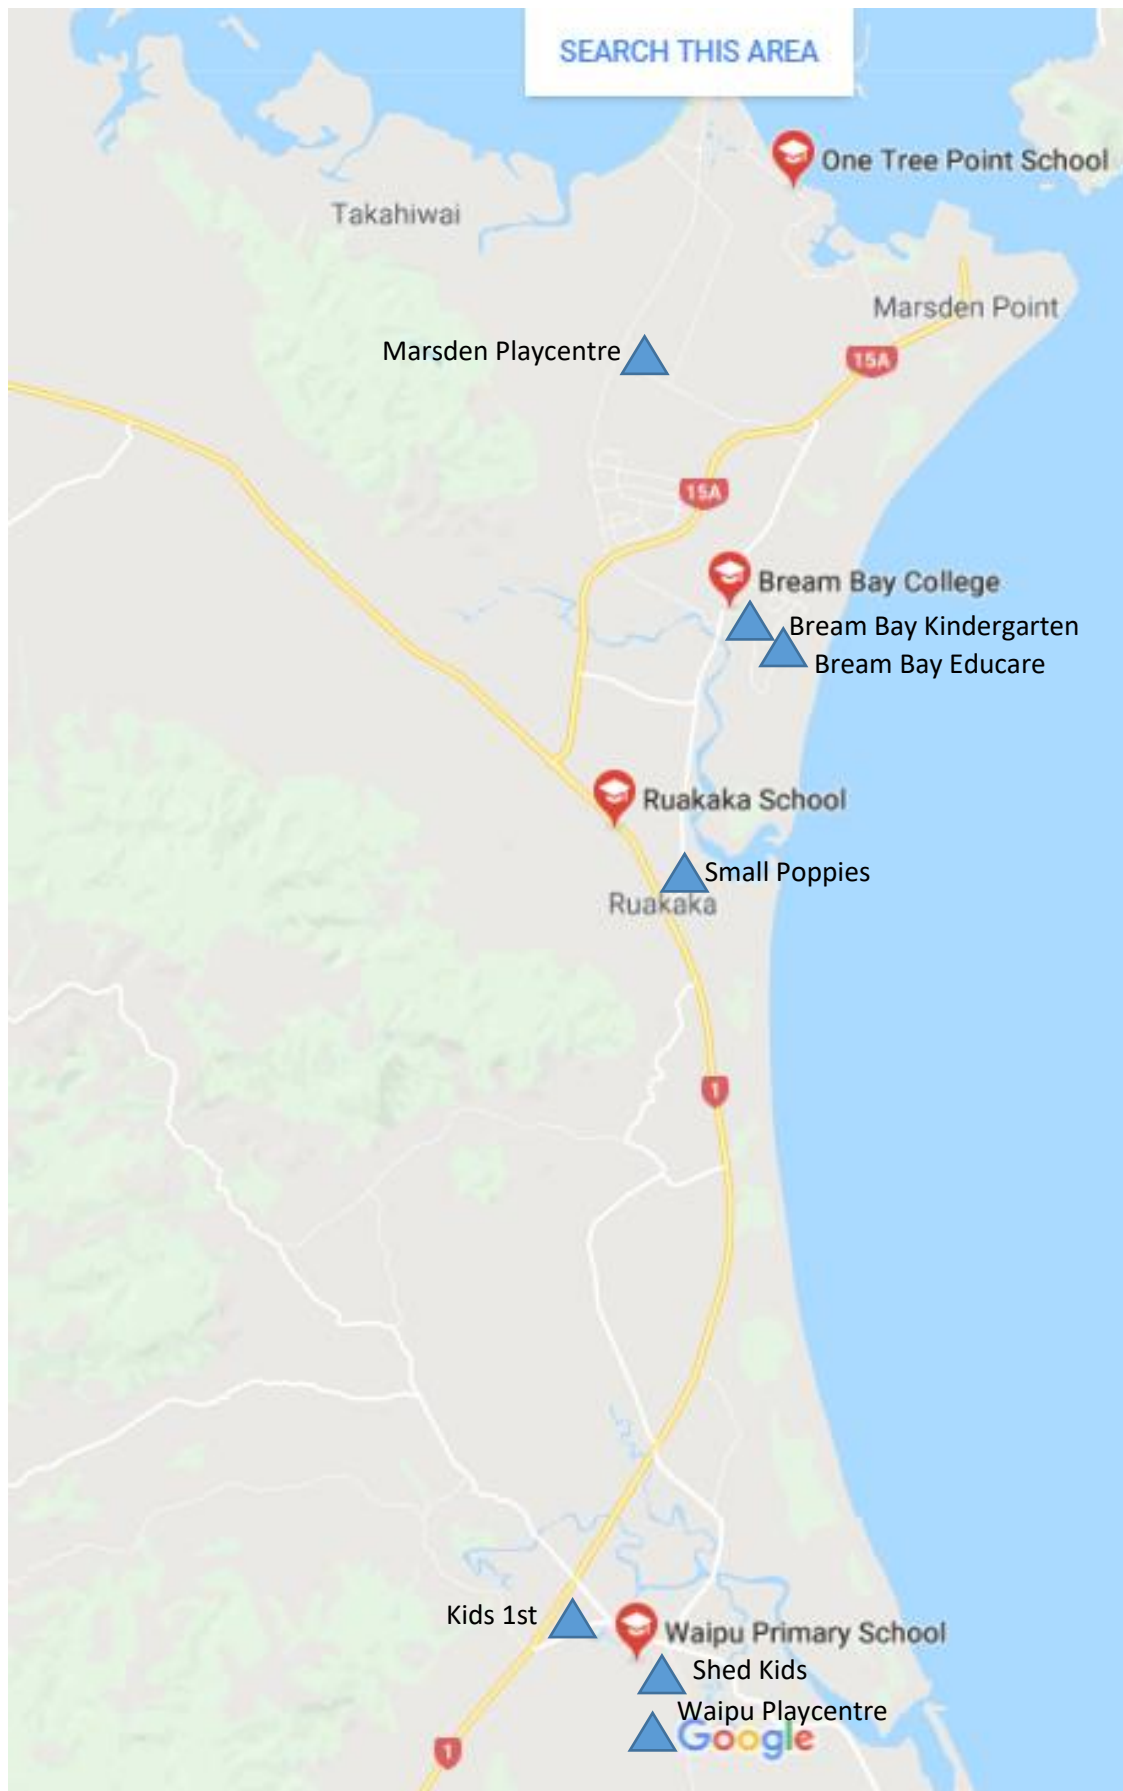 SEARCH THIS AREA
One Tree Point School
Takahiwai
Marsden Point
Marsden Playcentre
15A
15A
Bream Bay College
Bream Bay Kindergarten
Bream Bay Educare
Ruakaka School
Small Poppies
Ruakaka
1
Kids 1st
Waipu Primary School
Shed Kids
Waipu Playcentre
Google
1